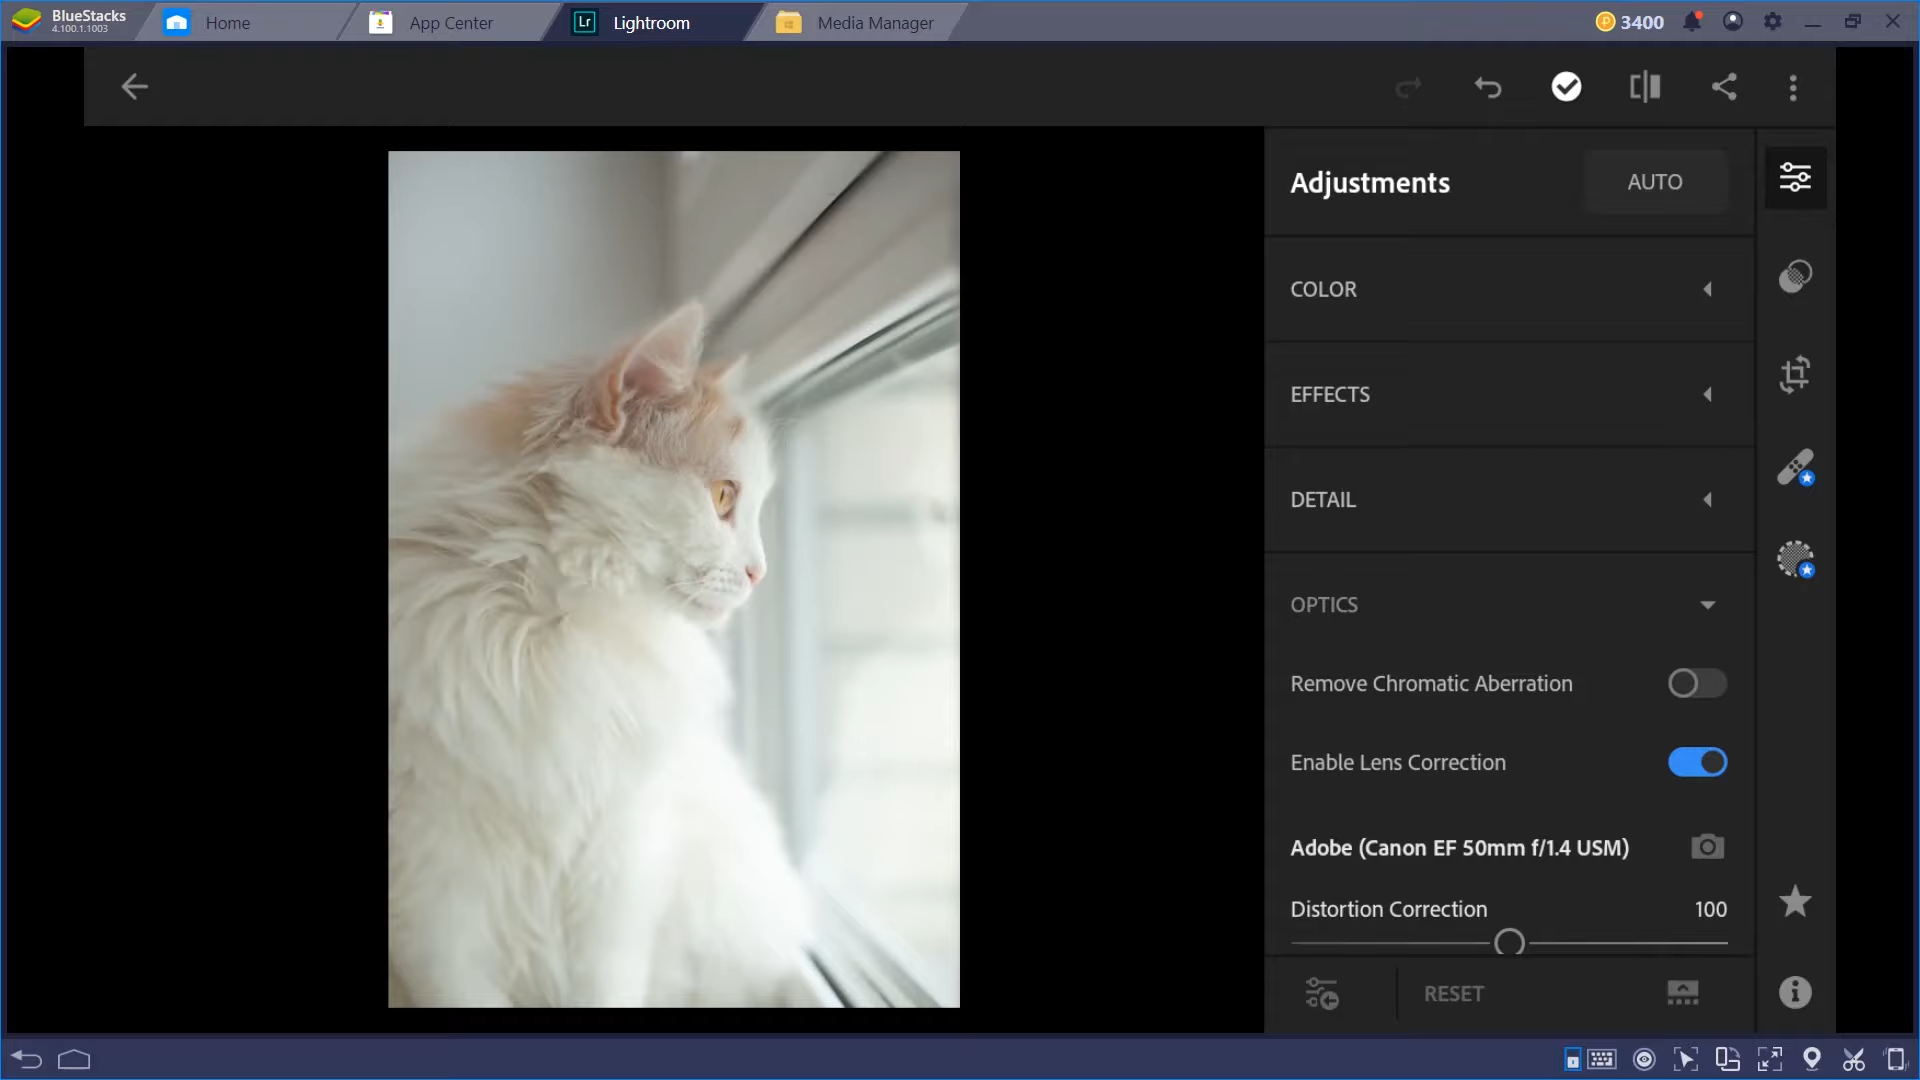 BlueStacks
4.100.1.1003
Home
App Center
Lr
Lightroom
Media Manager
3400
Adjustments
AUTO
COLOR
EFFECTS
DETAIL
OPTICS
Remove Chromatic Aberration
Enable Lens Correction
Adobe (Canon EF 50mm f/1.4 USM)
Distortion Correction
100
RESET